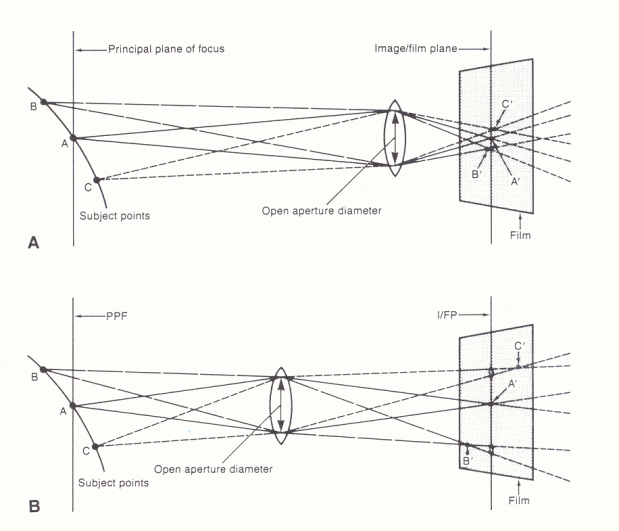 Principal plane of focus
Image/film plane
B
A
C
C'
B'
A'
Subject points
Open aperture diameter
Film
A
PPF
I/FP
B
A
C
C'
A'
B'
Subject points
Open aperture diameter
Film
B